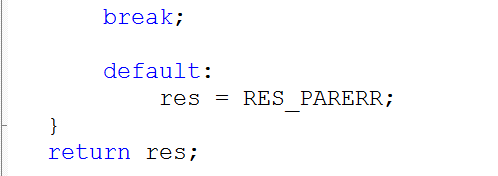 break;
default:
res = RES_PARERR;
}
return res;